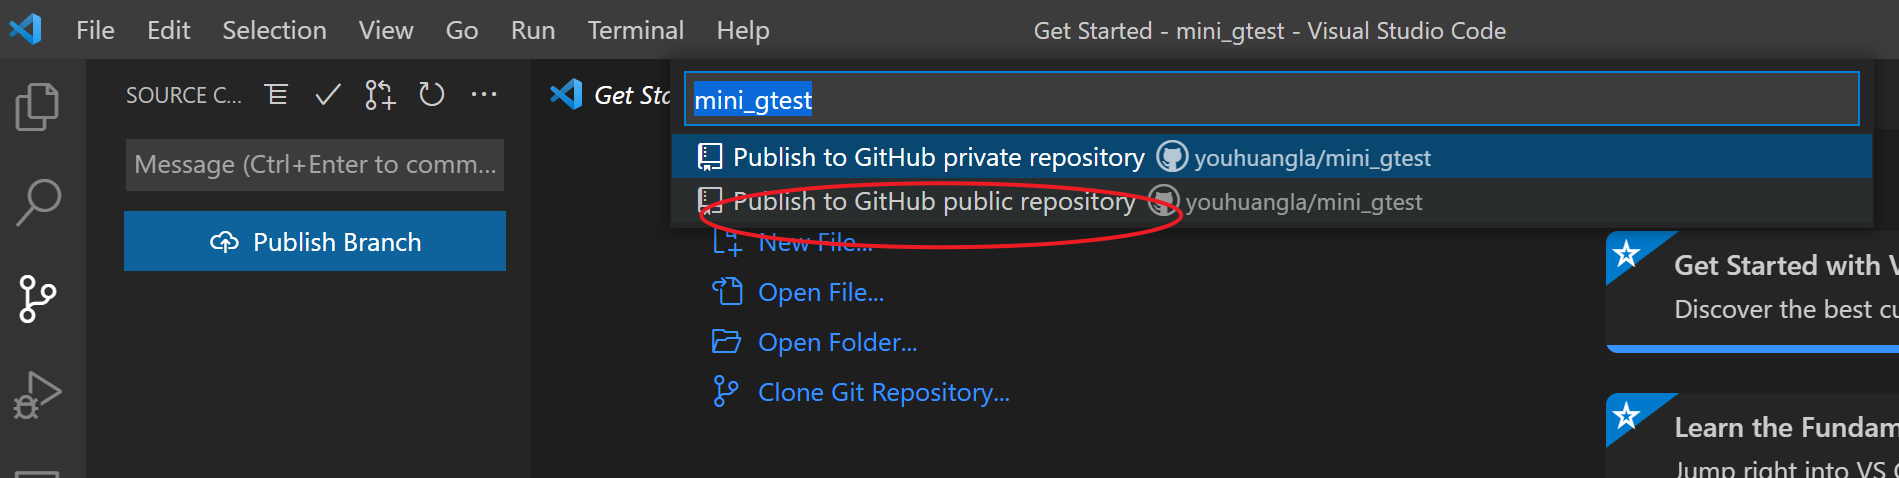 File Edit Selection View Go Run Terminal Help Get Started - mini_gtest - Visual Studio Code
SOURCE C...
Get Sta
mini_gtest
Message (Ctrl+Enter to comm...
Publish to GitHub private repository youhuangla/mini_gtest
Publish to GitHub public repository youhuangla/mini_gtest
Publish Branch
New File...
Open File...
Open Folder...
Clone Git Repository...
Get Started with V
Discover the best cu
Learn the Fundam
Jump right into VS C